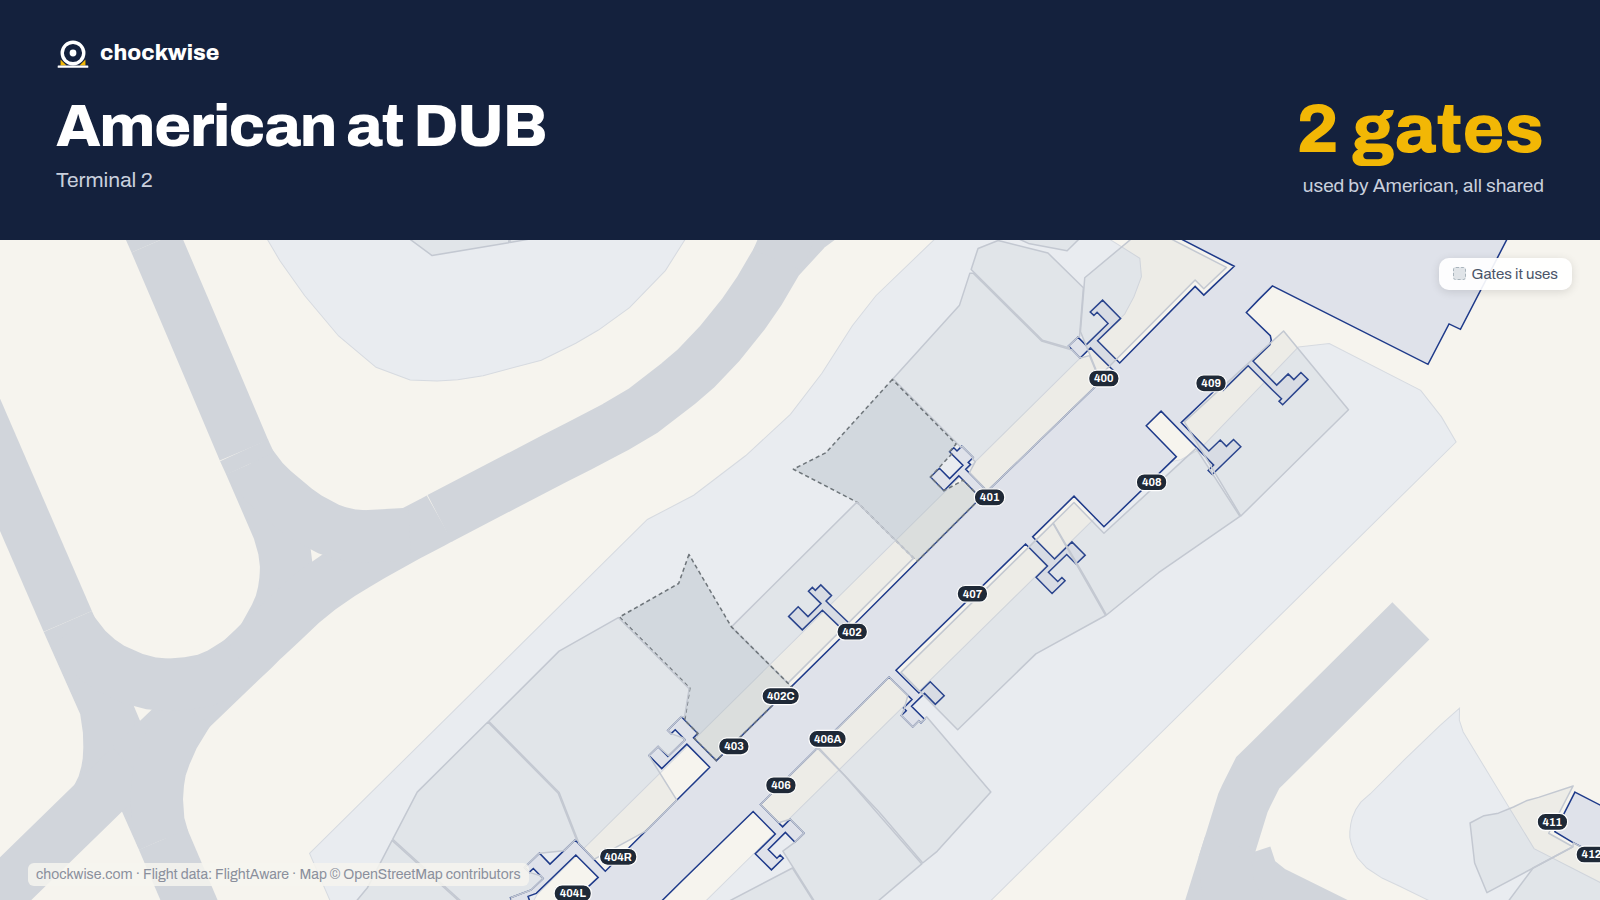 chockwise
American at DUB
Terminal 2
2 gates
used by American, all shared
Gates it uses
400
409
401
408
407
402
402C
403
406A
406
411
412
404R
404L
chockwise.com · Flight data: FlightAware · Map © OpenStreetMap contributors